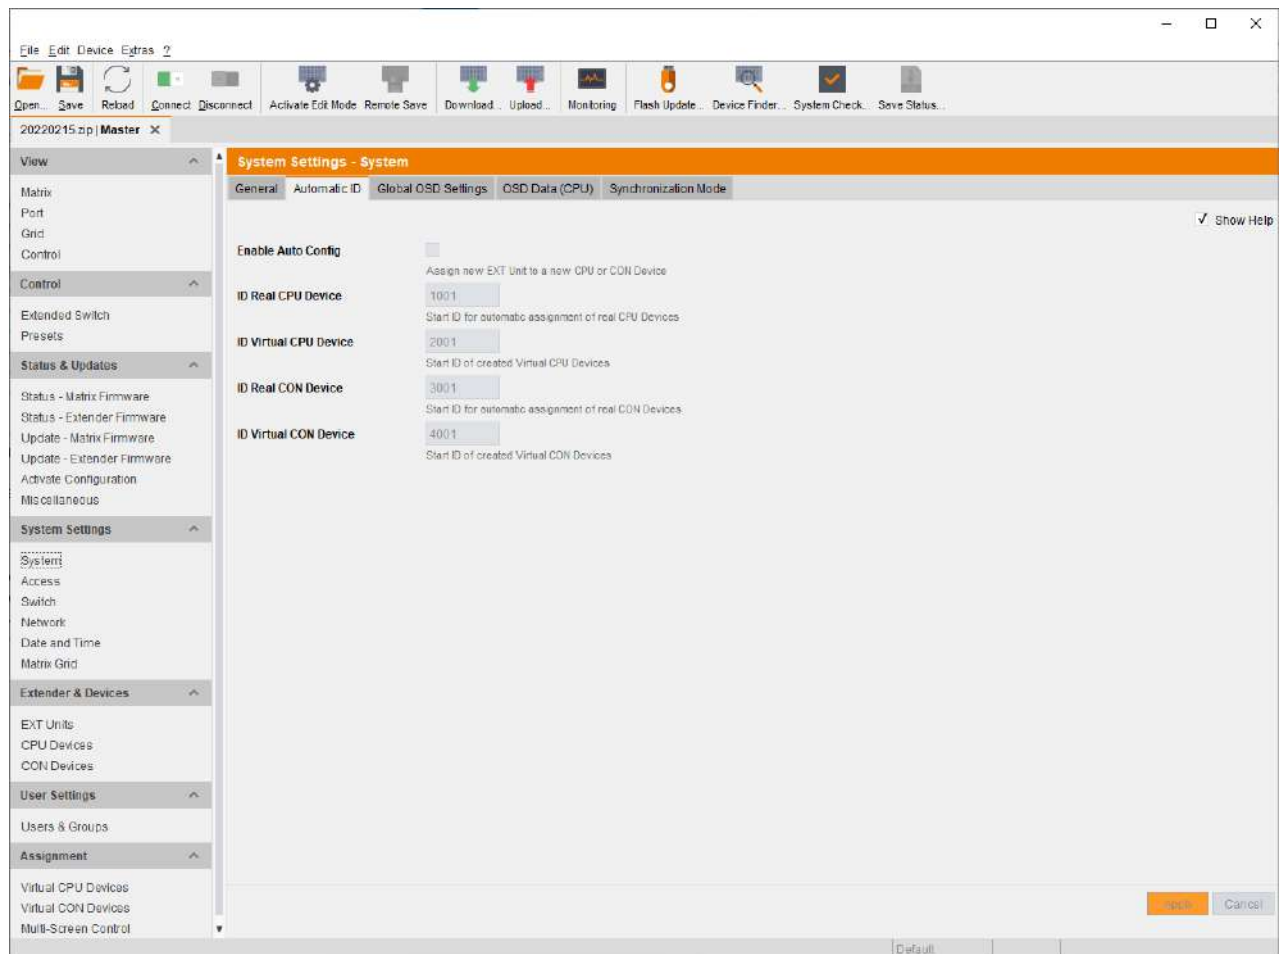 File Edit Device Extras ?
Open... Save Reload Connect Disconnect Activate Edit Mode Remote Save Download... Upload... Monitoring Flash Update... Device Finder... System Check... Save Status...
20220215.zip | Master
View
Matrix
Port
Grid
Control
Control
Extended Switch
Presets
Status & Updates
Status - Matrix Firmware
Status - Extender Firmware
Update - Matrix Firmware
Update - Extender Firmware
Activate Configuration
Miscellaneous
System Settings
System
Access
Switch
Network
Date and Time
Matrix Grid
Extender & Devices
EXT Units
CPU Devices
CON Devices
User Settings
Users & Groups
Assignment
Virtual CPU Devices
Virtual CON Devices
Multi-Screen Control
System Settings - System
General Automatic ID Global OSD Settings OSD Data (CPU) Synchronization Mode
Show Help
Enable Auto Config
Assign new EXT Unit to a new CPU or CON Device
ID Real CPU Device 1001
Start ID for automatic assignment of real CPU Devices
ID Virtual CPU Device 2001
Start ID of created Virtual CPU Devices
ID Real CON Device 3001
Start ID for automatic assignment of real CON Devices
ID Virtual CON Device 4001
Start ID of created Virtual CON Devices
Apply Cancel
Default